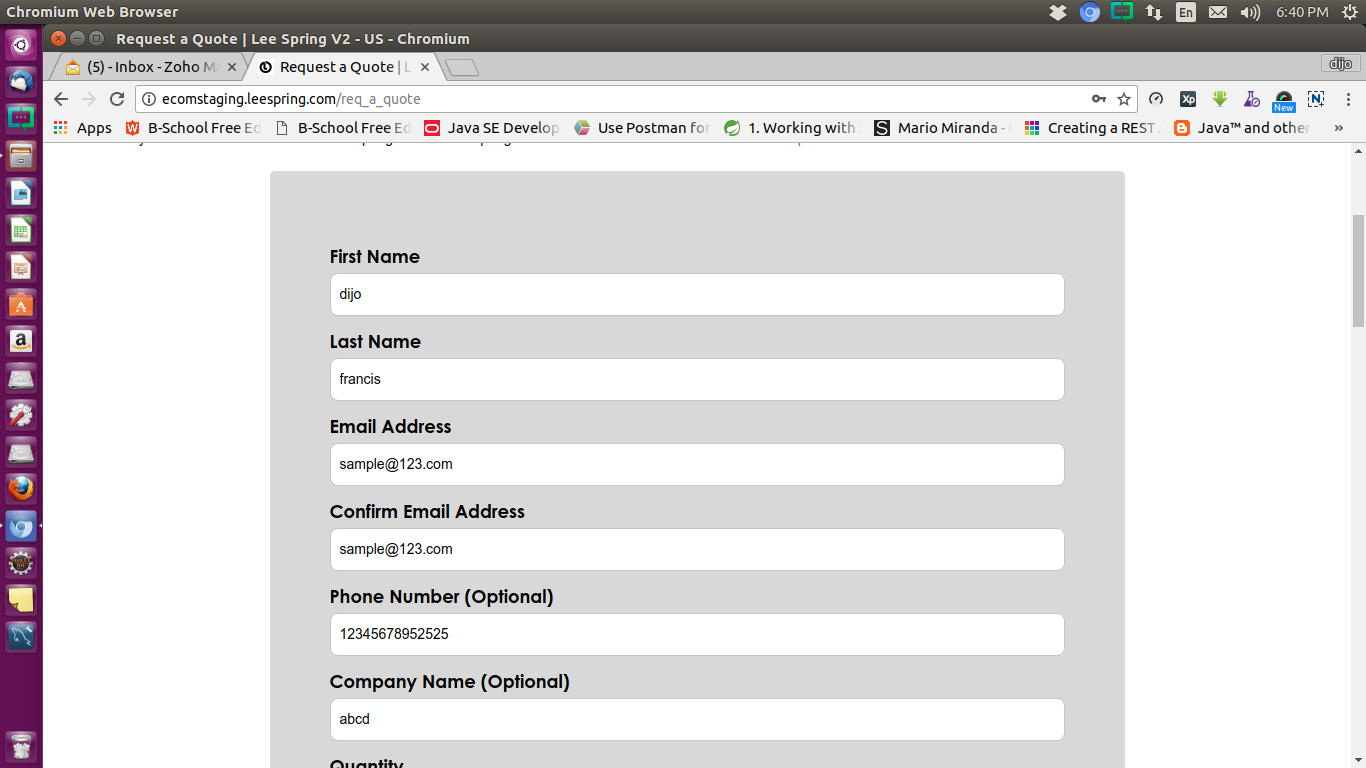 Chromium Web Browser
En
6:40 PM
Request a Quote | Lee Spring V2 - US - Chromium
(5) - Inbox - Zoho Ma
Request a Quote | L
dijo
ecomstaging.leespring.com/req_a_quote
Xp
New
N
Apps
B-School Free Ed
B-School Free Ed
Java SE Develop
Use Postman for
1. Working with
Mario Miranda -
Creating a REST
Java™ and other
»
First Name
dijo
Last Name
francis
Email Address
sample@123.com
Confirm Email Address
sample@123.com
Phone Number (Optional)
12345678952525
Company Name (Optional)
abcd
Quantity